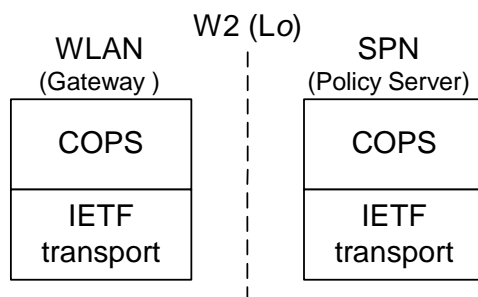 W2 (Lo)
WLAN
(Gateway )
SPN
(Policy Server)
COPS
COPS
IETF
transport
IETF
transport